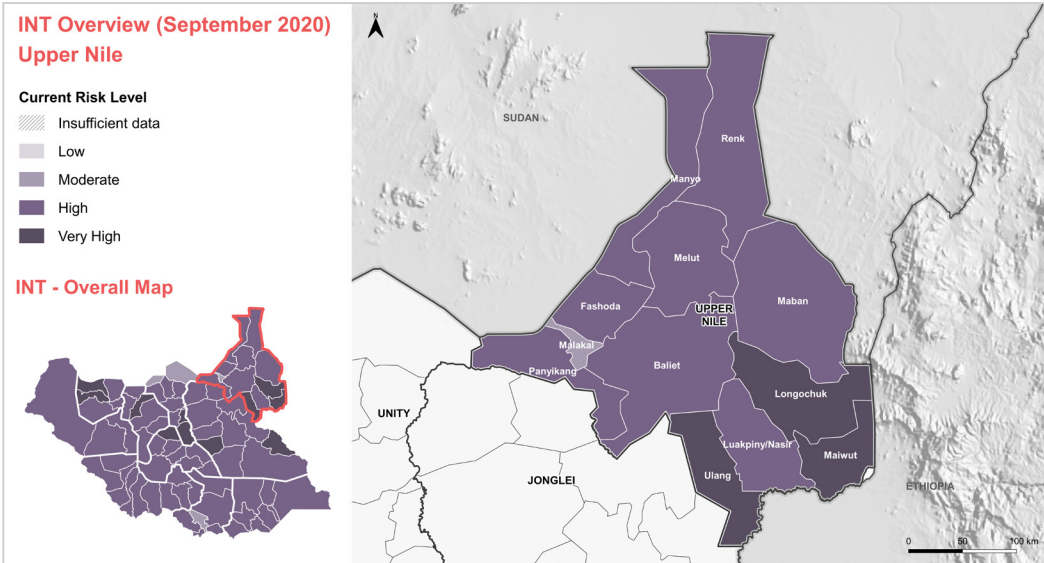 INT Overview (September 2020)
Upper Nile
Current Risk Level
Insufficient data
Low
Moderate
High
Very High
INT - Overall Map
N
SUDAN
Renk
Manyo
Melut
Maban
Fashoda
UPPER
NILE
Malakal
Baliet
Panyikang
Longochuk
UNITY
Luakpiny/Nasir
Maiwut
Ulang
JONGLEI
ETHIOPIA
0 50 100 km